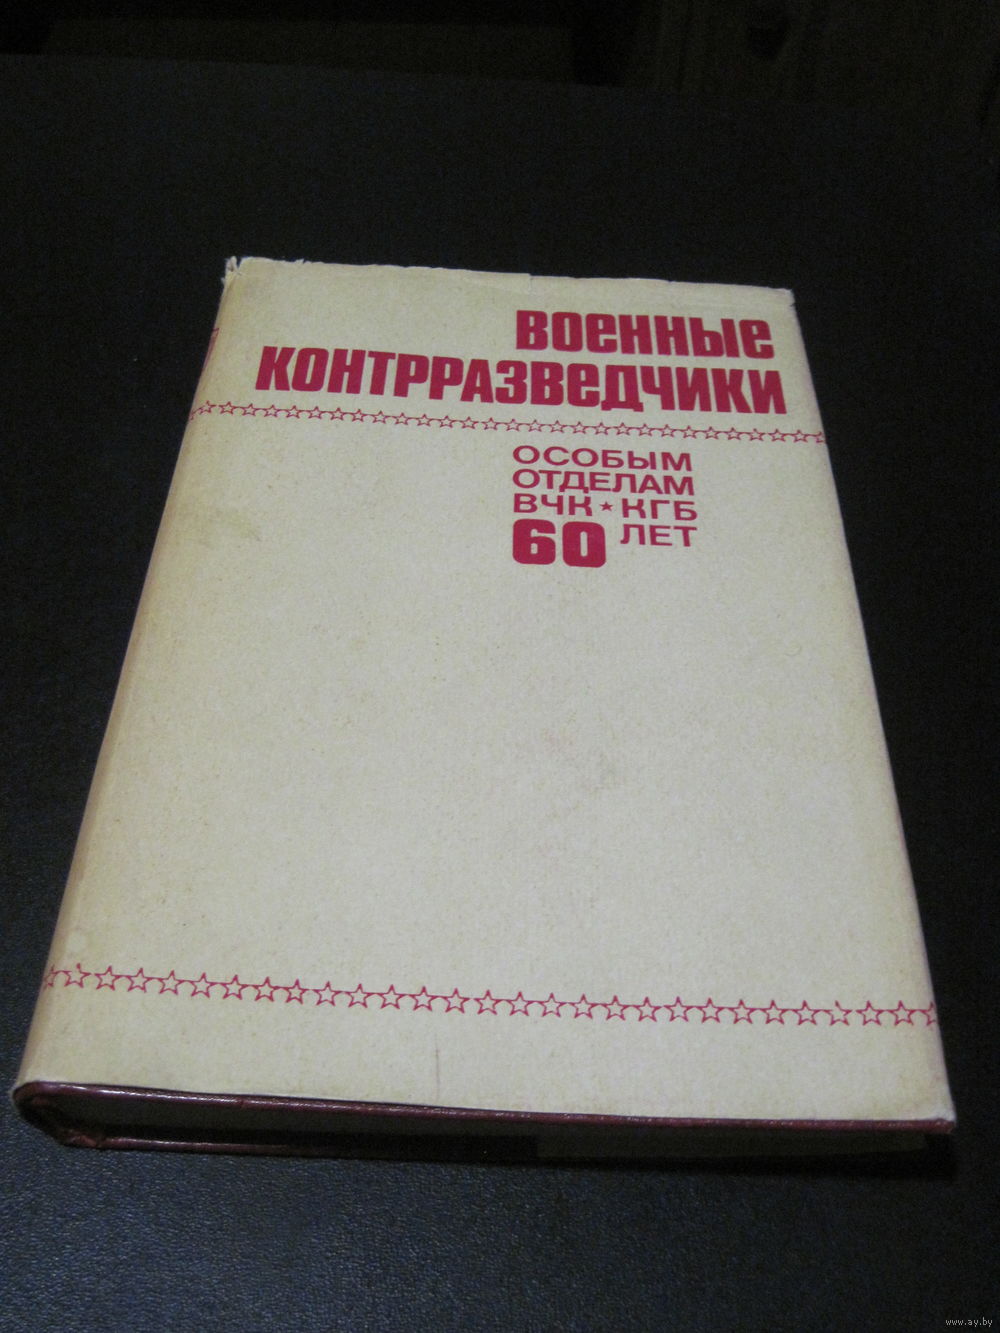 военные
контрразведчики
ОСОБЫМ
ОТДЕЛАМ
ВЧК ★ КГБ
60 ЛЕТ
www.ay.by